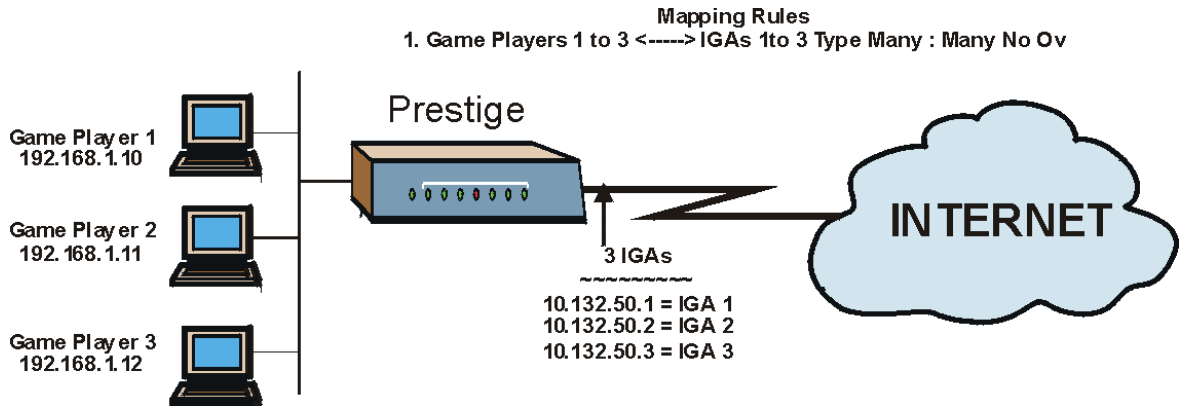 Mapping Rules
1. Game Players 1 to 3 <-----> IGAs 1to 3 Type Many : Many No Ov
Prestige
Game Player 1
192.168.1.10
Game Player 2
192.168.1.11
Game Player 3
192.168.1.12
3 IGAs
~~~~~~~~~
10.132.50.1 = IGA 1
10.132.50.2 = IGA 2
10.132.50.3 = IGA 3
INTERNET